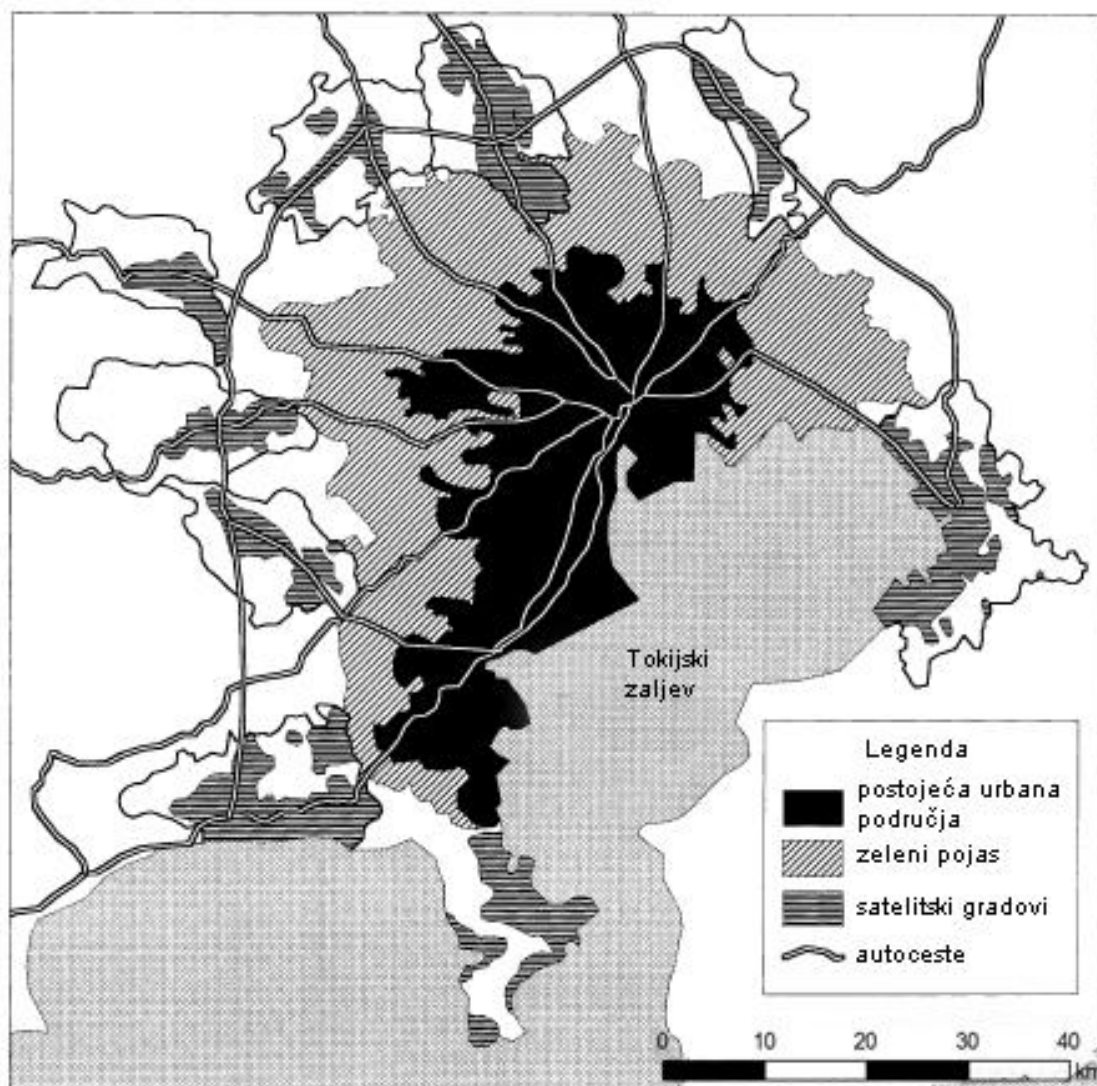 Tokijski
zaljev
Legenda
postojeća urbana
područja
zeleni pojas
satelitski gradovi
autoceste
0 10 20 30 40
km